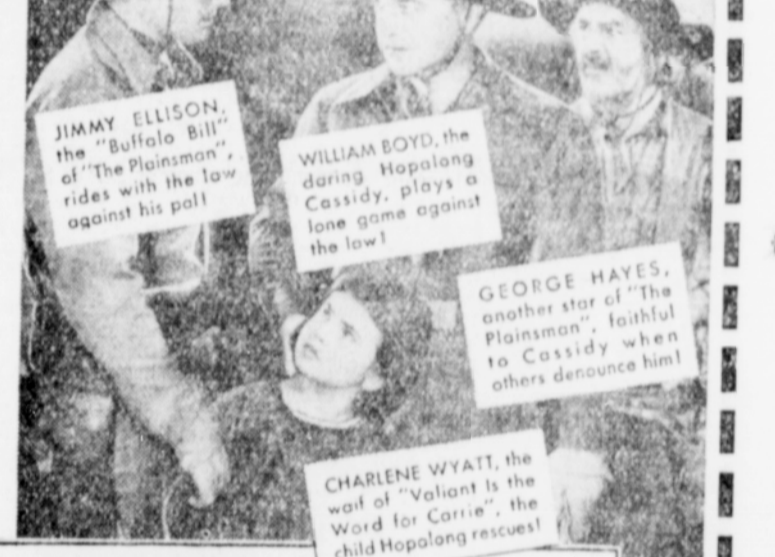 JIMMY ELLISON,
the "Buffalo Bill"
of "The Plainsman",
rides with the law
against his pal!
WILLIAM BOYD, the
daring Hopalong
Cassidy, plays a
lone game against
the law!
GEORGE HAYES,
another star of "The
Plainsman", faithful
to Cassidy when
others denounce him!
CHARLENE WYATT, the
waif of "Valiant Is the
Word for Carrie", the
child Hopalong rescues!